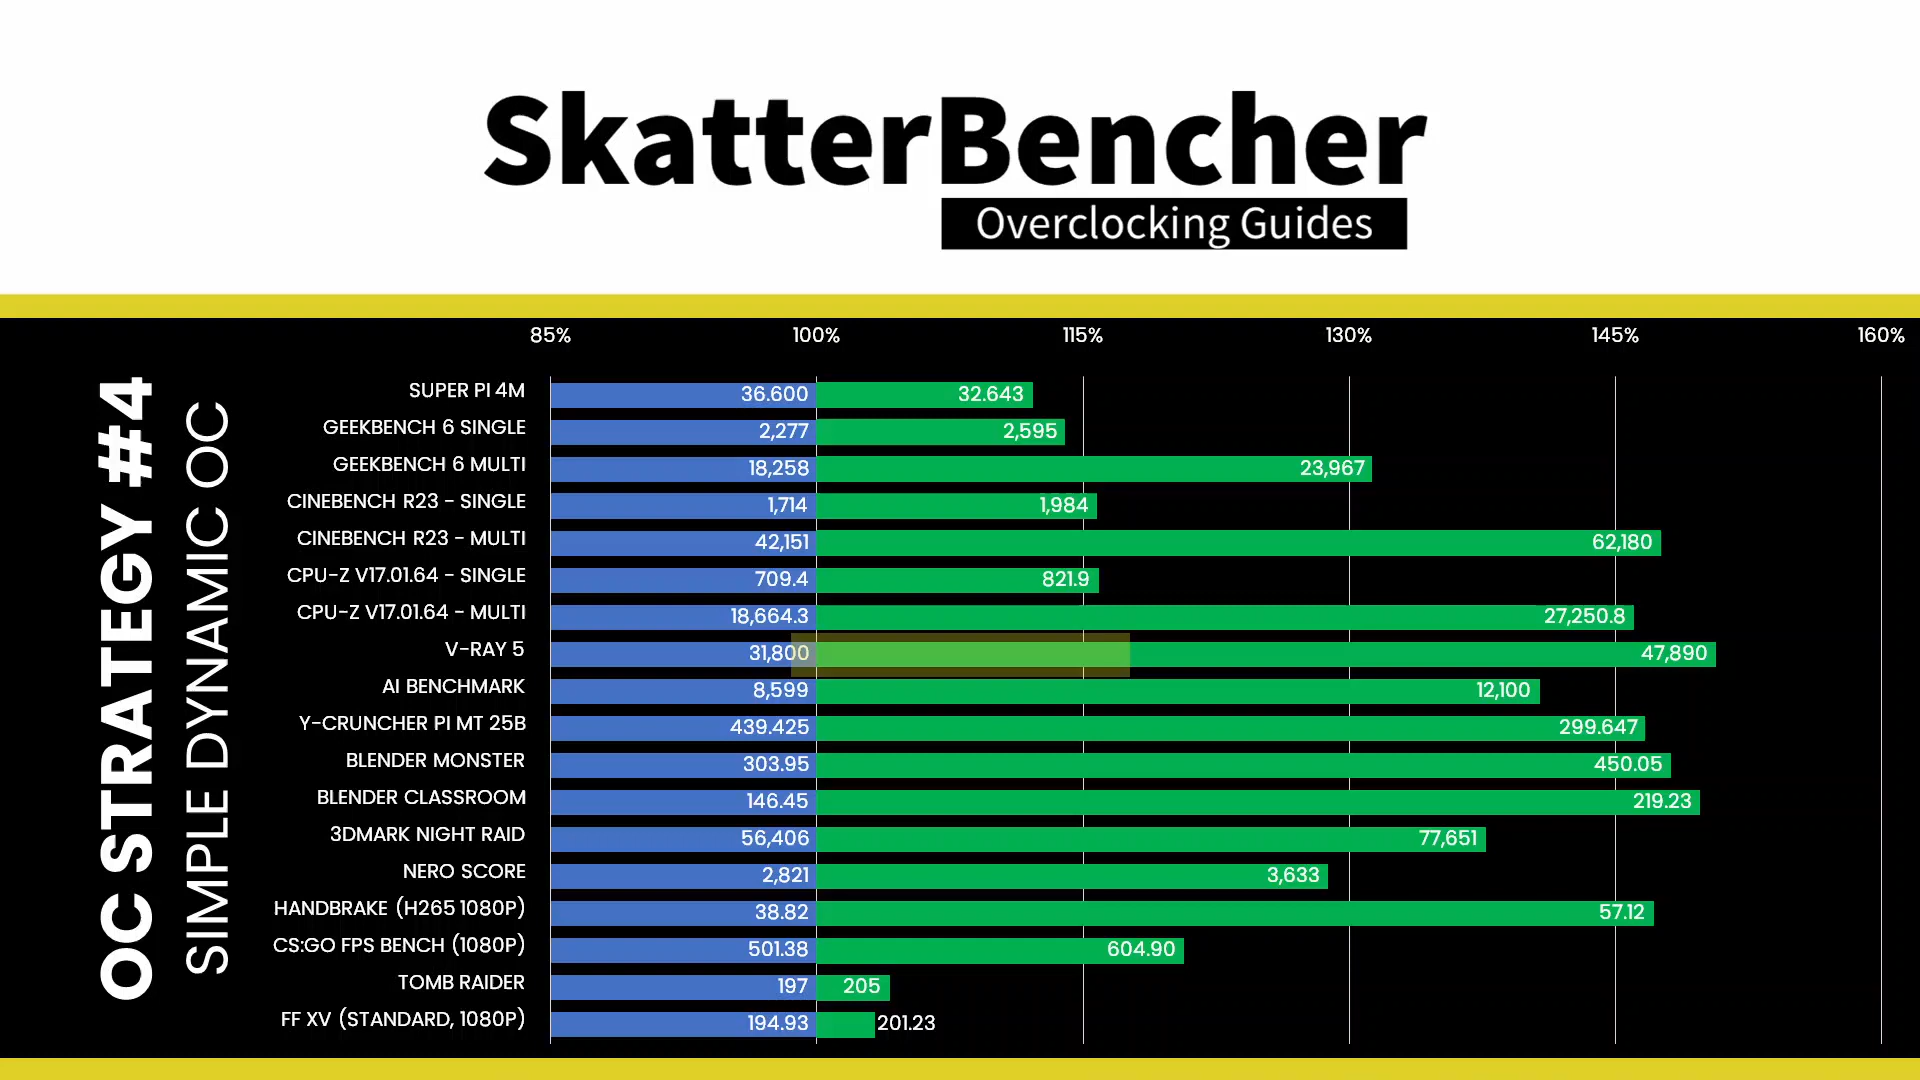 SkatterBencher
Overclocking Guides
85% 100% 115% 130% 145% 160%
OC STRATEGY #4
SIMPLE DYNAMIC OC
SUPER PI 4M 36.600 32.643
GEEKBENCH 6 SINGLE 2,277 2,595
GEEKBENCH 6 MULTI 18,258 23,967
CINEBENCH R23 - SINGLE 1,714 1,984
CINEBENCH R23 - MULTI 42,151 62,180
CPU-Z V17.01.64 - SINGLE 709.4 821.9
CPU-Z V17.01.64 - MULTI 18,664.3 27,250.8
V-RAY 5 31,800 47,890
AI BENCHMARK 8,599 12,100
Y-CRUNCHER PI MT 25B 439.425 299.647
BLENDER MONSTER 303.95 450.05
BLENDER CLASSROOM 146.45 219.23
3DMARK NIGHT RAID 56,406 77,651
NERO SCORE 2,821 3,633
HANDBRAKE (H265 1080P) 38.82 57.12
CS:GO FPS BENCH (1080P) 501.38 604.90
TOMB RAIDER 197 205
FF XV (STANDARD, 1080P) 194.93 201.23